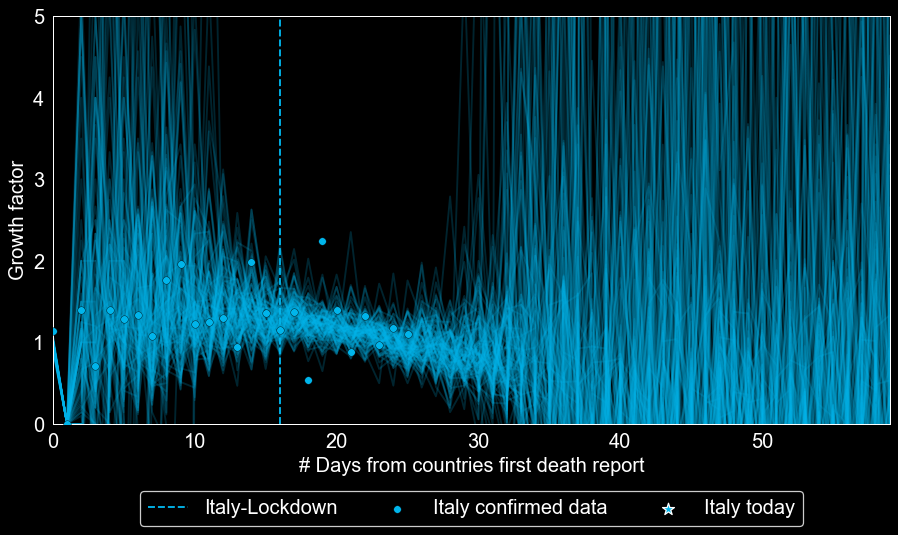 5
4
3
2
1
0
Growth factor
0 10 20 30 40 50
# Days from countries first death report
Italy-Lockdown Italy confirmed data Italy today